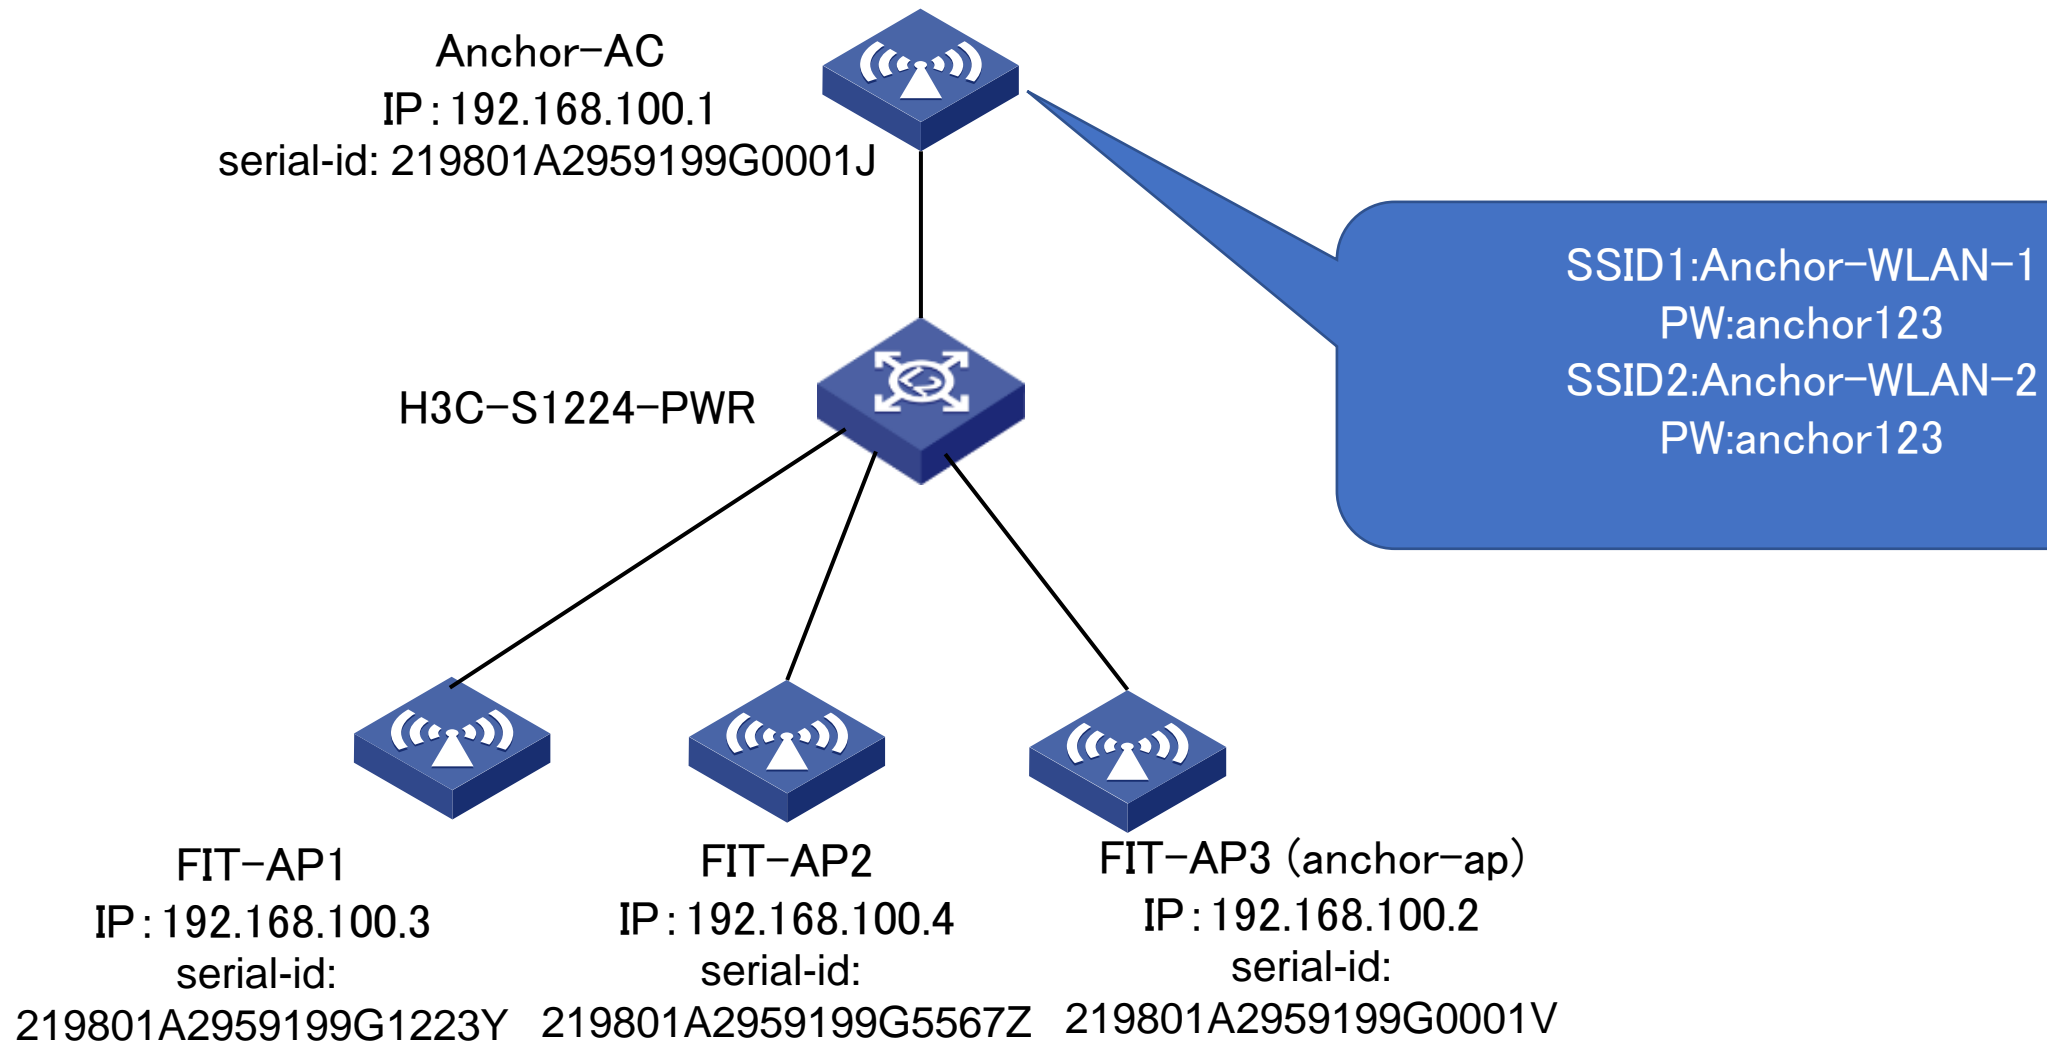 Anchor-AC
IP：192.168.100.1
serial-id: 219801A2959199G0001J
SSID1:Anchor-WLAN-1
PW:anchor123
SSID2:Anchor-WLAN-2
PW:anchor123
H3C-S1224-PWR
FIT-AP1
IP：192.168.100.3
serial-id:
219801A2959199G1223Y
FIT-AP2
IP：192.168.100.4
serial-id:
219801A2959199G5567Z
FIT-AP3（anchor-ap）
IP：192.168.100.2
serial-id:
219801A2959199G0001V